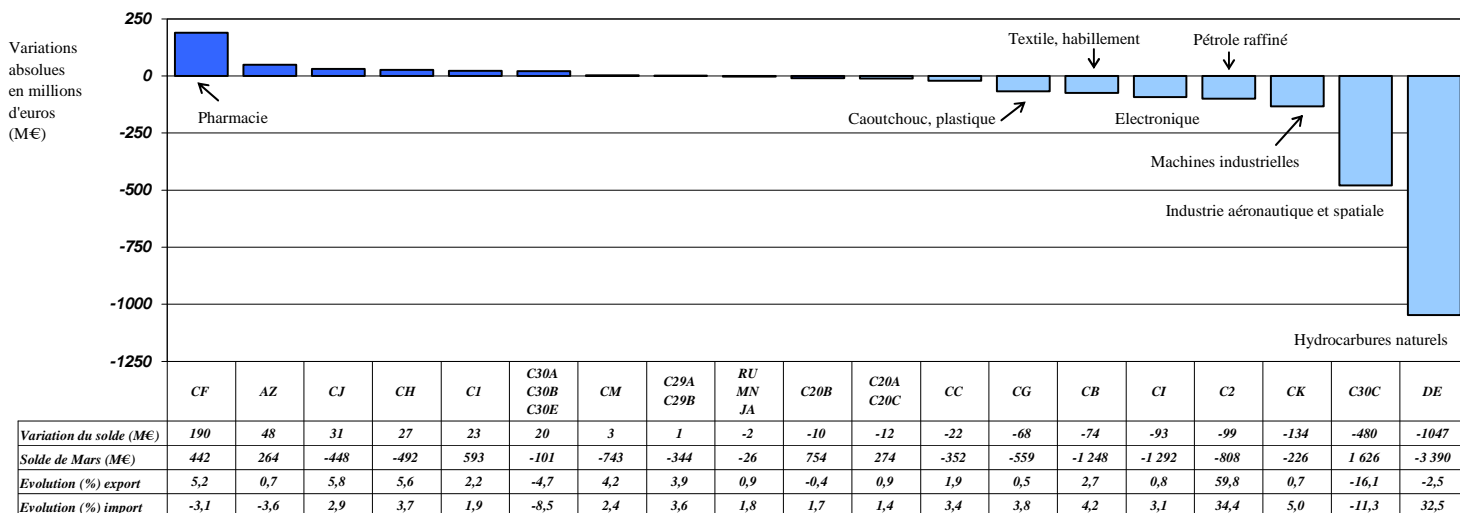 Variations
absolues
en millions
d'euros
(M€)
250
0
-250
-500
-750
-1000
-1250
Pharmacie
Textile, habillement
Pétrole raffiné
Caoutchouc, plastique
Electronique
Machines industrielles
Industrie aéronautique et spatiale
Hydrocarbures naturels
CF AZ CJ CH C1 C30A C30B C30E CM C29A C29B RU MN JA C20B C20A C20C CC CG CB CI C2 CK C30C DE
Variation du solde (M€) 190 48 31 27 23 20 3 1 -2 -10 -12 -22 -68 -74 -93 -99 -134 -480 -1047
Solde de Mars (M€) 442 264 -448 -492 593 -101 -743 -344 -26 754 274 -352 -559 -1 248 -1 292 -808 -226 1 626 -3 390
Evolution (%) export 5,2 0,7 5,8 5,6 2,2 -4,7 4,2 3,9 0,9 -0,4 0,9 1,9 0,5 2,7 0,8 59,8 0,7 -16,1 -2,5
Evolution (%) import -3,1 -3,6 2,9 3,7 1,9 -8,5 2,4 3,6 1,8 1,7 1,4 3,4 3,8 4,2 3,1 34,4 5,0 -11,3 32,5